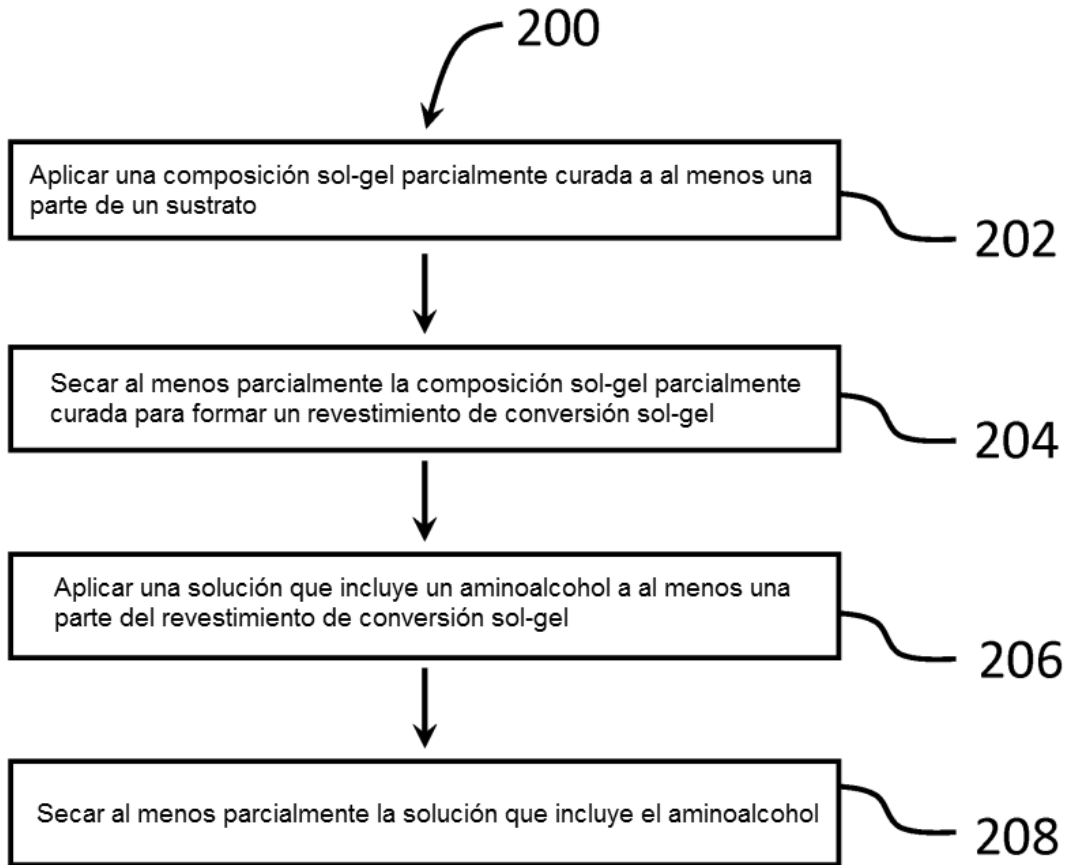 200
Aplicar una composición sol-gel parcialmente curada a al menos una
parte de un sustrato
202
Secar al menos parcialmente la composición sol-gel parcialmente
curada para formar un revestimiento de conversión sol-gel
204
Aplicar una solución que incluye un aminoalcohol a al menos una
parte del revestimiento de conversión sol-gel
206
Secar al menos parcialmente la solución que incluye el aminoalcohol
208